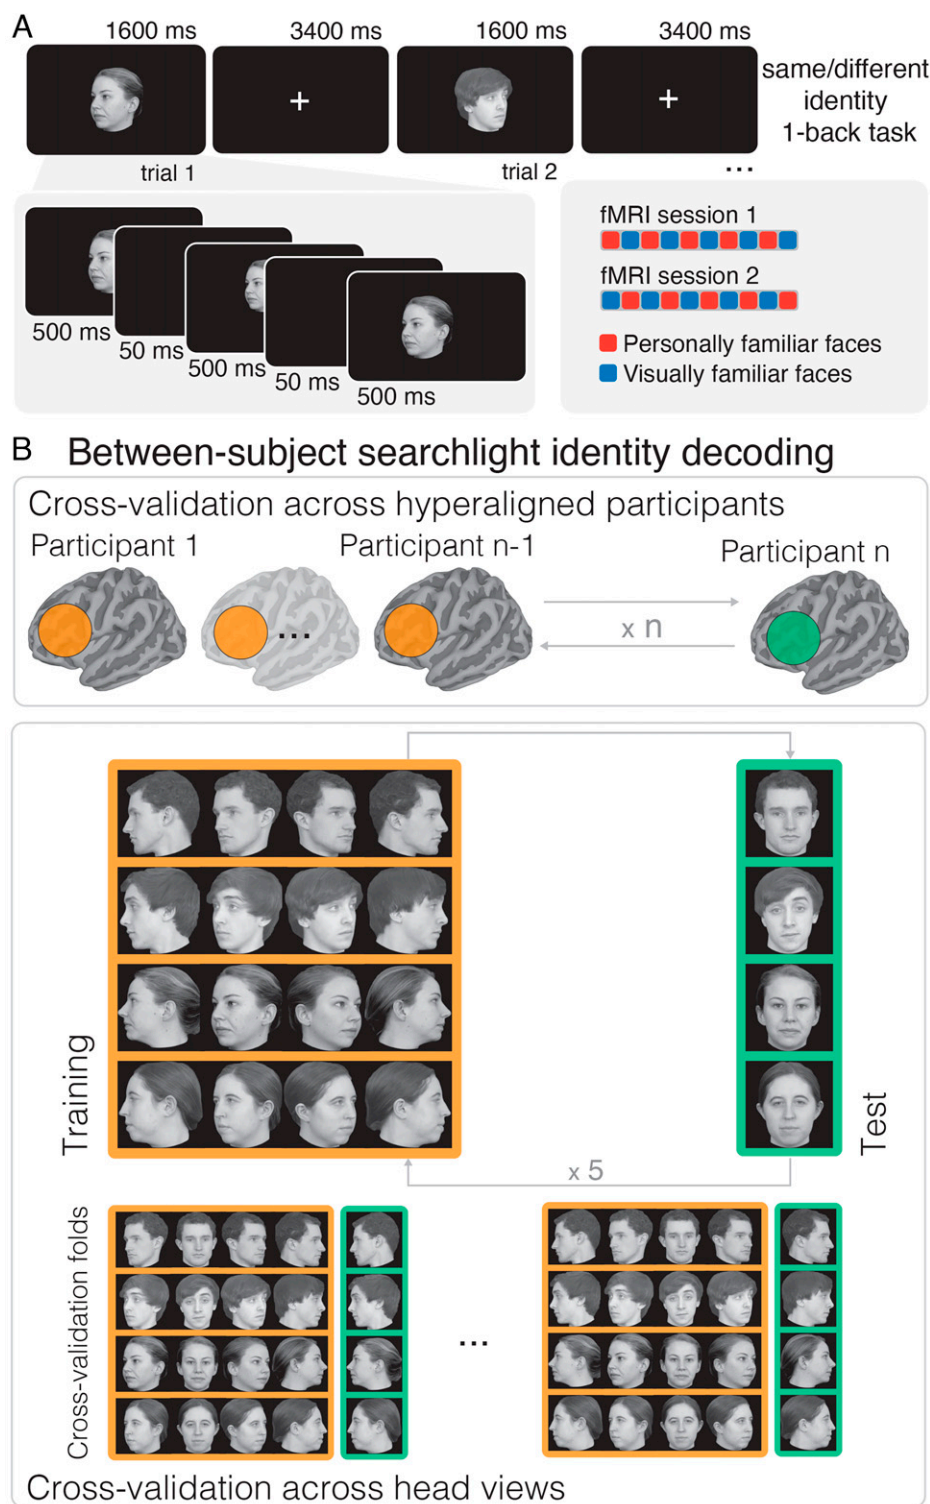 A
1600 ms
3400 ms
1600 ms
3400 ms
same/different
identity
1-back task
trial 1
trial 2
...
500 ms
50 ms
500 ms
50 ms
500 ms
fMRI session 1
fMRI session 2
Personally familiar faces
Visually familiar faces
B
Between-subject searchlight identity decoding
Cross-validation across hyperaligned participants
Participant 1
Participant n-1
Participant n
...
x n
Training
Test
x 5
Cross-validation folds
...
Cross-validation across head views